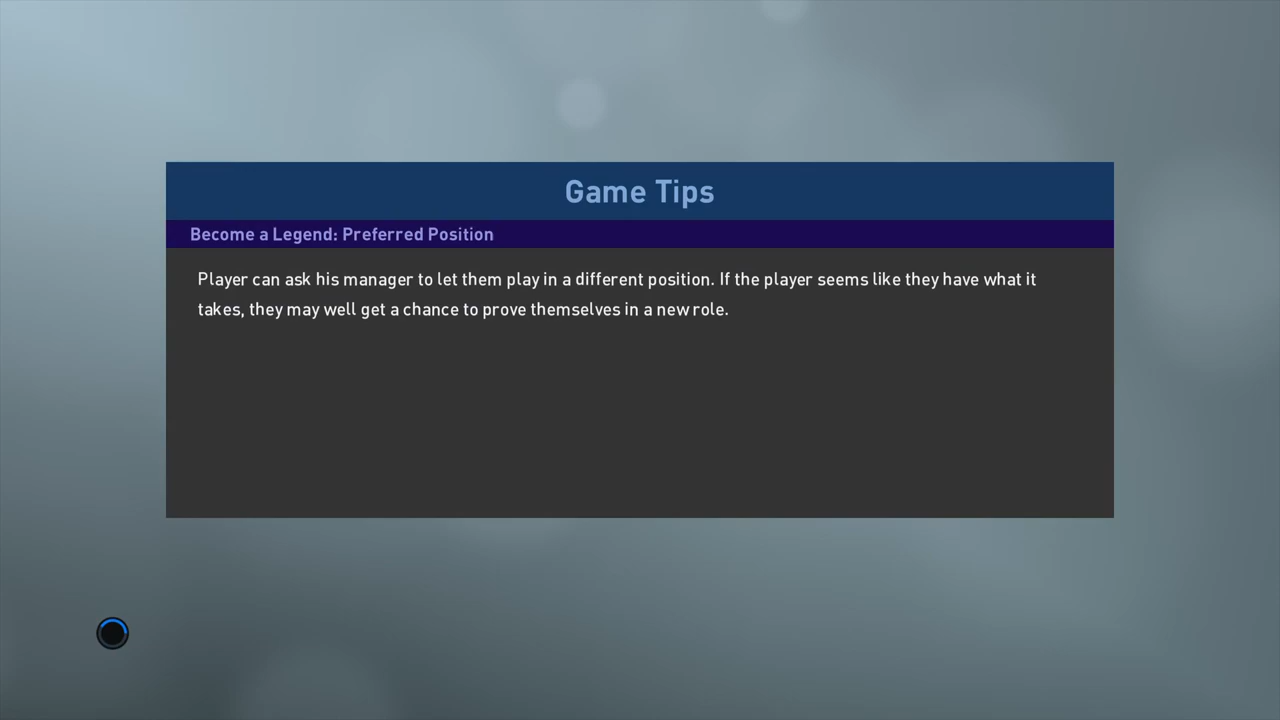 Game Tips
Become a Legend: Preferred Position
Player can ask his manager to let them play in a different position. If the player seems like they have what it
takes, they may well get a chance to prove themselves in a new role.